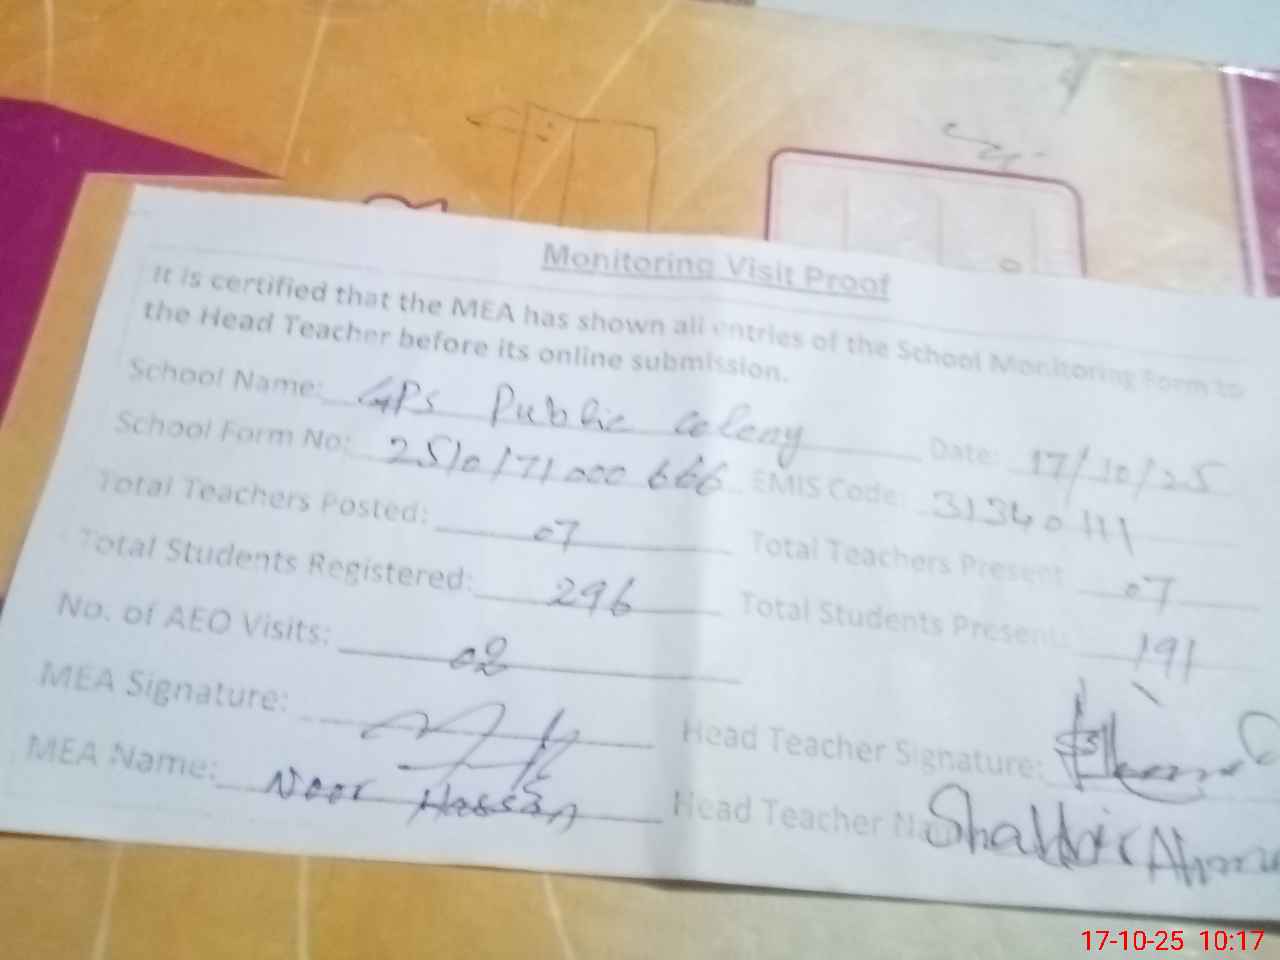 Monitoring Visit Proof
It is certified that the MEA has shown all entries of the School Monitoring Form to
the Head Teacher before its online submission.
School Name: GPS Public Colony Date: 17/10/25
School Form No: 2510171000666 EMIS Code: 31340111
Total Teachers Posted: 07 Total Teachers Present 07
Total Students Registered: 296 Total Students Present: 191
No. of AEO Visits: 02
MEA Signature: Head Teacher Signature:
MEA Name: Noor Hassan Head Teacher Na Shabbir
17-10-25 10:17